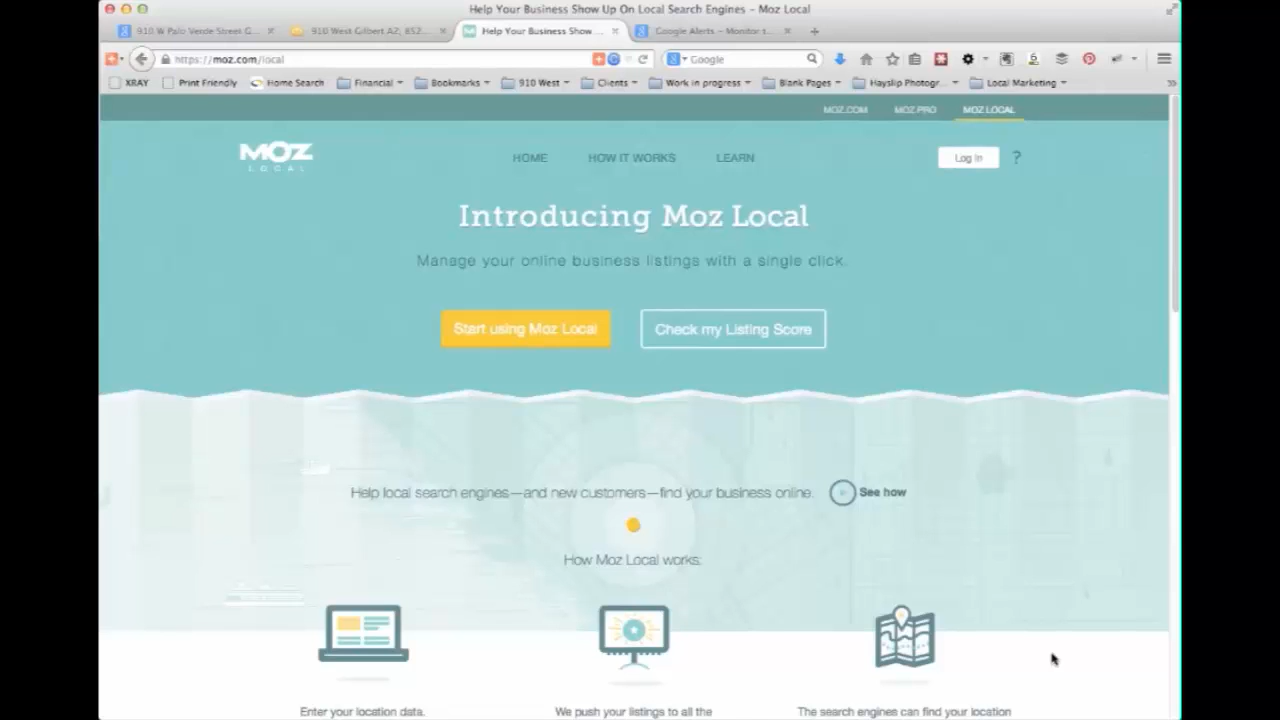 Help Your Business Show Up On Local Search Engines – Moz Local
910 W Palo Verde Street G...
910 West Gilbert AZ, 852...
Help Your Business Show...
Google Alerts – Monitor t...
https://moz.com/local
Google
XRAY
Print Friendly
Home Search
Financial
Bookmarks
910 West
Clients
Work in progress
Blank Pages
Hayslip Photogr...
Local Marketing
MOZ.COM
MOZ PRO
MOZ LOCAL
MOZ
LOCAL
HOME
HOW IT WORKS
LEARN
Log in
?
Introducing Moz Local
Manage your online business listings with a single click.
Start using Moz Local
Check my Listing Score
Help local search engines—and new customers—find your business online.
See how
How Moz Local works:
Enter your location data.
We push your listings to all the
The search engines can find your location